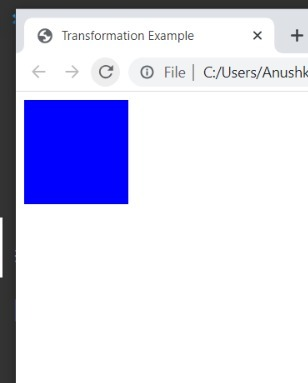 Transformation Example
File | C:/Users/Anushk